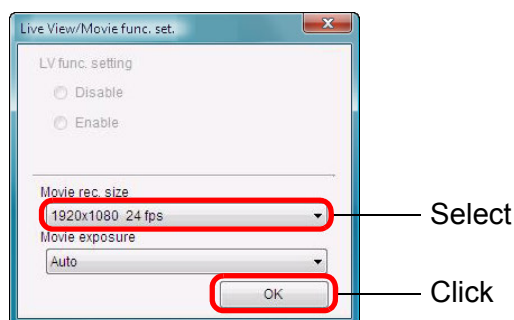 Live View/Movie func. set.
LV func. setting
Disable
Enable
Movie rec. size
1920x1080 24 fps
Select
Movie exposure
Auto
OK
Click